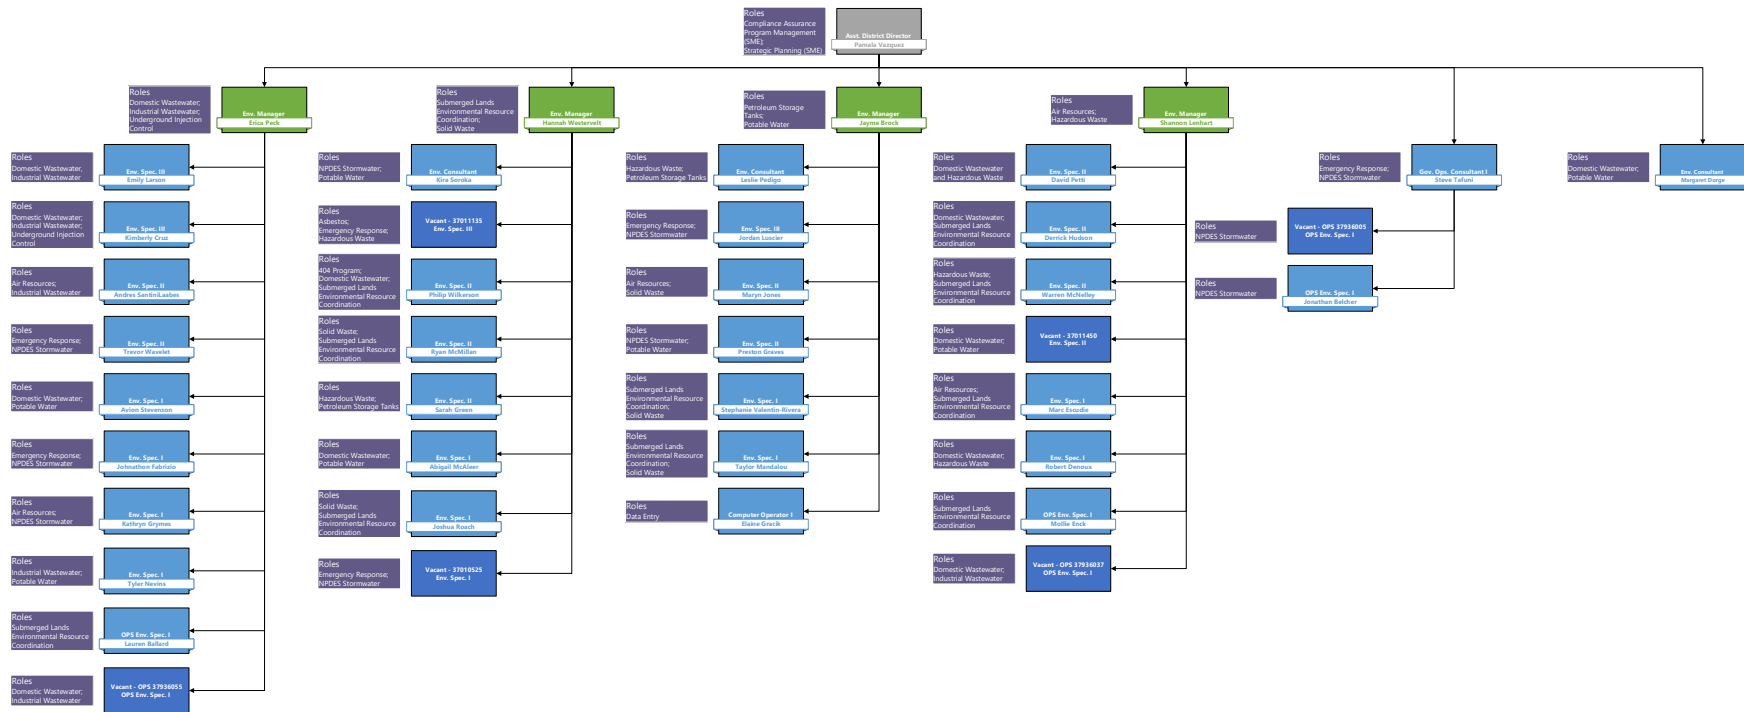 Roles
Compliance Assurance
Program Management
(SME);
Strategic Planning (SME)
Asst. District Director
Pamela Vazquez
Roles
Domestic Wastewater;
Industrial Wastewater;
Underground Injection
Control
Env. Manager
Erica Peck
Roles
Submerged Lands
Environmental Resource
Coordination;
Solid Waste
Env. Manager
Hannah Westervelt
Roles
Petroleum Storage
Tanks;
Potable Water
Env. Manager
Jayme Brock
Roles
Air Resources;
Hazardous Waste
Env. Manager
Shannon Lenhart
Roles
Domestic Wastewater,
Industrial Wastewater
Env. Spec. III
Emily Larson
Roles
Domestic Wastewater;
Industrial Wastewater;
Underground Injection
Control
Env. Spec. III
Kimberly Cruz
Roles
Air Resources;
Industrial Wastewater
Env. Spec. II
Andres SantiniLaabes
Roles
Emergency Response;
NPDES Stormwater
Env. Spec. II
Trevor Wavelet
Roles
Domestic Wastewater;
Potable Water
Env. Spec. I
Avion Stevenson
Roles
Emergency Response;
NPDES Stormwater
Env. Spec. I
Johnathon Fabrizio
Roles
Air Resources;
NPDES Stormwater
Env. Spec. I
Kathryn Grymes
Roles
Industrial Wastewater;
Potable Water
Env. Spec. I
Tyler Nevins
Roles
Submerged Lands
Environmental Resource
Coordination
OPS Env. Spec. I
Lauren Ballard
Roles
Domestic Wastewater;
Industrial Wastewater
Vacant - OPS 37936055
OPS Env. Spec. I
Roles
NPDES Stormwater;
Potable Water
Env. Consultant
Kira Soroka
Roles
Asbestos;
Emergency Response;
Hazardous Waste
Vacant - 37011135
Env. Spec. III
Roles
404 Program;
Domestic Wastewater;
Submerged Lands
Environmental Resource
Coordination
Env. Spec. II
Philip Wilkerson
Roles
Solid Waste;
Submerged Lands
Environmental Resource
Coordination
Env. Spec. II
Ryan McMillan
Roles
Hazardous Waste;
Petroleum Storage Tanks
Env. Spec. II
Sarah Green
Roles
Domestic Wastewater;
Potable Water
Env. Spec. I
Abigail McAleer
Roles
Solid Waste;
Submerged Lands
Environmental Resource
Coordination
Env. Spec. I
Joshua Roach
Roles
Emergency Response;
NPDES Stormwater
Vacant - 37010525
Env. Spec. I
Roles
Hazardous Waste;
Petroleum Storage Tanks
Env. Consultant
Leslie Pedigo
Roles
Emergency Response;
NPDES Stormwater
Env. Spec. III
Jordan Luscier
Roles
Air Resources;
Solid Waste
Env. Spec. II
Maryn Jones
Roles
NPDES Stormwater;
Potable Water
Env. Spec. II
Preston Graves
Roles
Submerged Lands
Environmental Resource
Coordination;
Solid Waste
Env. Spec. I
Stephanie Valentin-Rivera
Roles
Submerged Lands
Environmental Resource
Coordination;
Solid Waste
Env. Spec. I
Taylor Mandalou
Roles
Data Entry
Computer Operator I
Elaine Gracik
Roles
Domestic Wastewater
and Hazardous Waste
Env. Spec. II
David Petti
Roles
Domestic Wastewater;
Submerged Lands
Environmental Resource
Coordination
Env. Spec. II
Derrick Hudson
Roles
Hazardous Waste;
Submerged Lands
Environmental Resource
Coordination
Env. Spec. II
Warren McNelley
Roles
Domestic Wastewater;
Potable Water
Vacant - 37011450
Env. Spec. II
Roles
Air Resources;
Submerged Lands
Environmental Resource
Coordination
Env. Spec. I
Marc
Roles
Domestic Wastewater;
Hazardous Waste
Env. Spec. I
Robert Denoux
Roles
Submerged Lands
Environmental Resource
Coordination
OPS Env. Spec. I
Mollie Enck
Roles
Domestic Wastewater;
Industrial Wastewater
Vacant - OPS 37936037
OPS Env. Spec. I
Roles
Emergency Response;
NPDES Stormwater
Gov. Ops. Consultant I
Steve Tafuni
Roles
NPDES Stormwater
Vacant - OPS 37936005
OPS Env. Spec. I
Roles
NPDES Stormwater
OPS Env. Spec. I
Jonathan Belcher
Roles
Domestic Wastewater;
Potable Water
Env. Consultant
Margaret Dorge